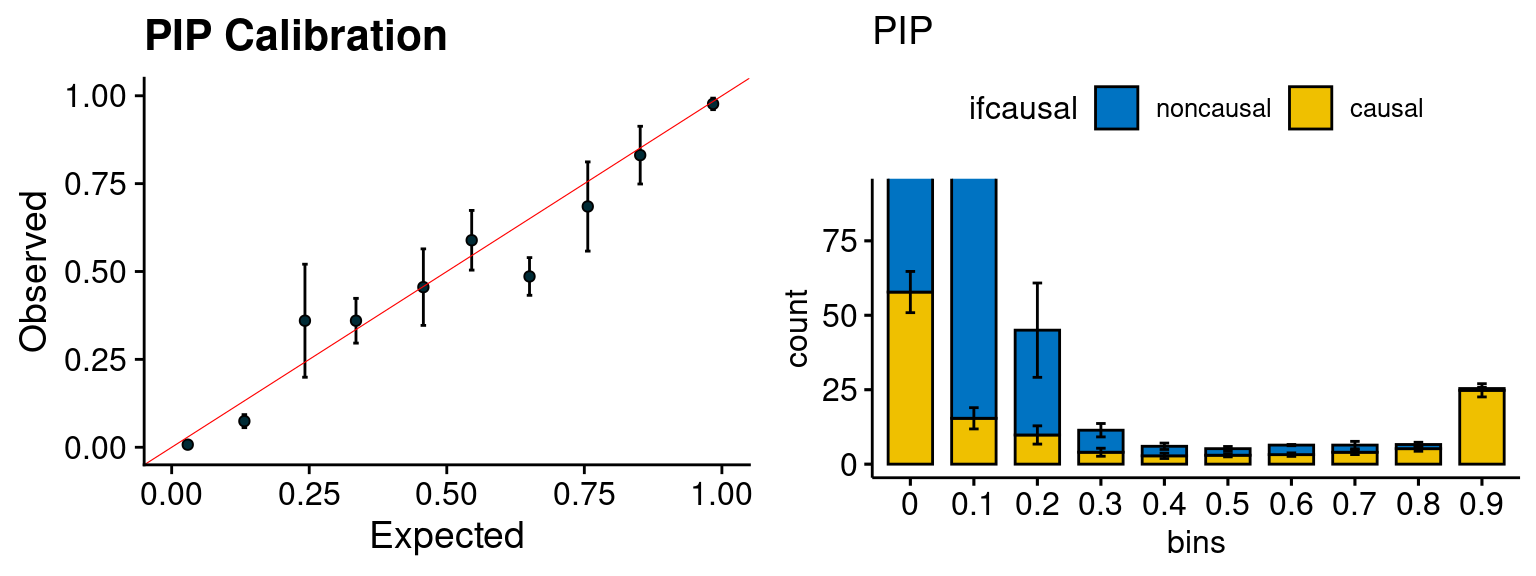 PIP Calibration
Observed
1.00
0.75
0.50
0.25
0.00
0.00 0.25 0.50 0.75 1.00
Expected
PIP
ifcausal noncausal causal
count
75
50
25
0
0 0.1 0.2 0.3 0.4 0.5 0.6 0.7 0.8 0.9
bins